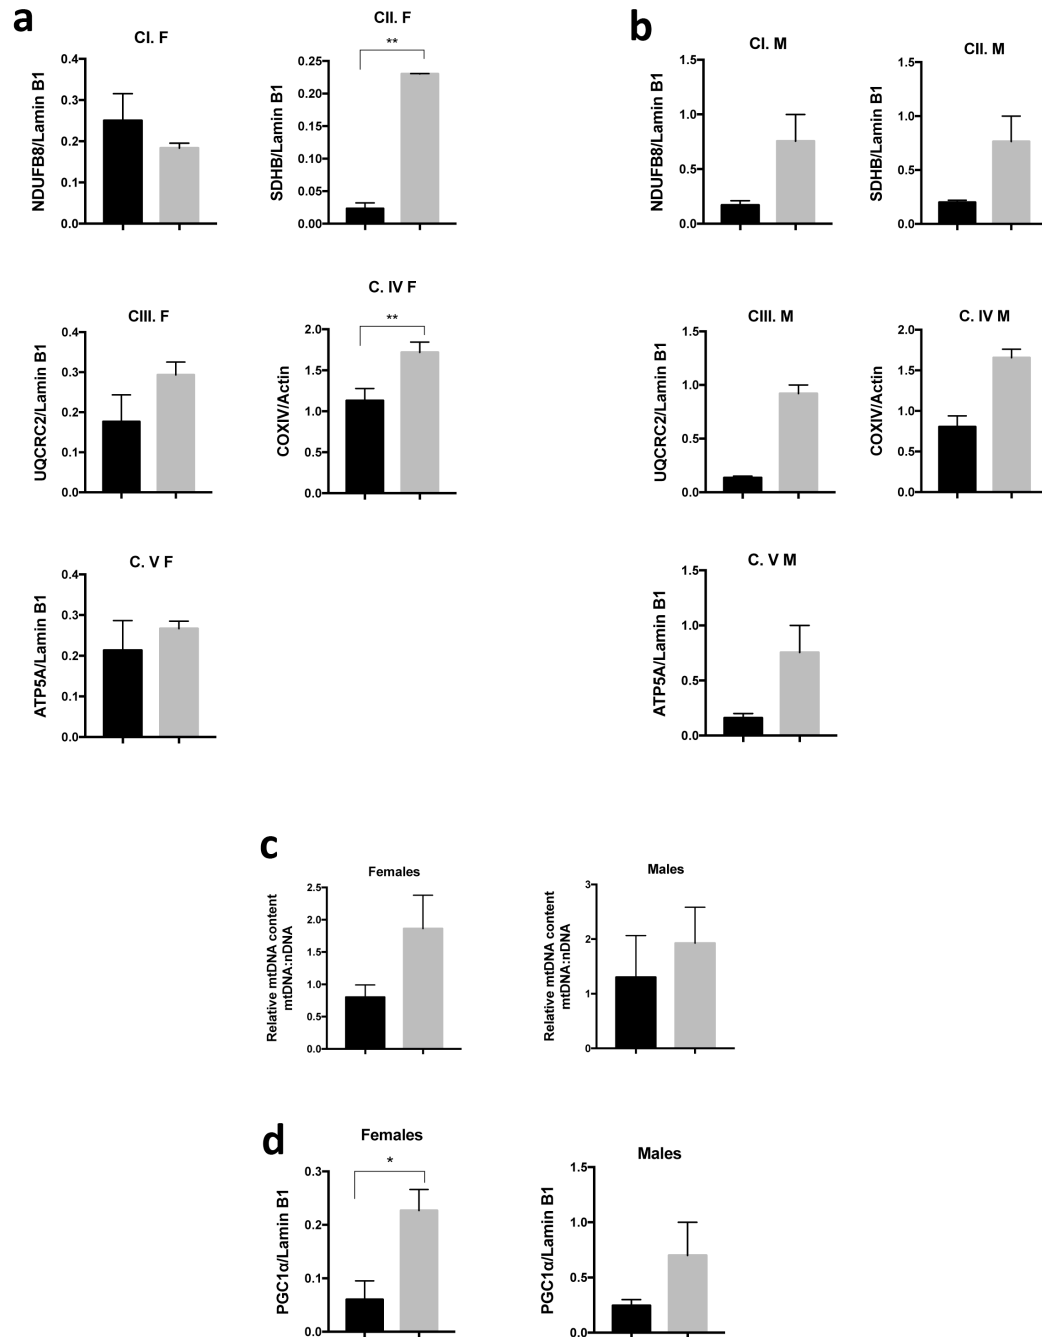 a
CI. F
NDUFB8/Lamin B1
0.4
0.3
0.2
0.1
0.0
CII. F
**
SDHB/Lamin B1
0.25
0.20
0.15
0.10
0.05
0.00
CIII. F
UQCRC2/Lamin B1
0.4
0.3
0.2
0.1
0.0
C. IV F
**
COXIV/Actin
2.0
1.5
1.0
0.5
0.0
C. V F
ATP5A/Lamin B1
0.4
0.3
0.2
0.1
0.0
b
CI. M
NDUFB8/Lamin B1
1.5
1.0
0.5
0.0
CII. M
SDHB/Lamin B1
1.5
1.0
0.5
0.0
CIII. M
UQCRC2/Lamin B1
1.5
1.0
0.5
0.0
C. IV M
COXIV/Actin
2.0
1.5
1.0
0.5
0.0
C. V M
ATP5A/Lamin B1
1.5
1.0
0.5
0.0
c
Females
Relative mtDNA content
mtDNA:nDNA
2.5
2.0
1.5
1.0
0.5
0.0
Males
Relative mtDNA content
mtDNA:nDNA
3
2
1
0
d
Females
*
PGC1α/Lamin B1
0.3
0.2
0.1
0.0
Males
PGC1α/Lamin B1
1.5
1.0
0.5
0.0